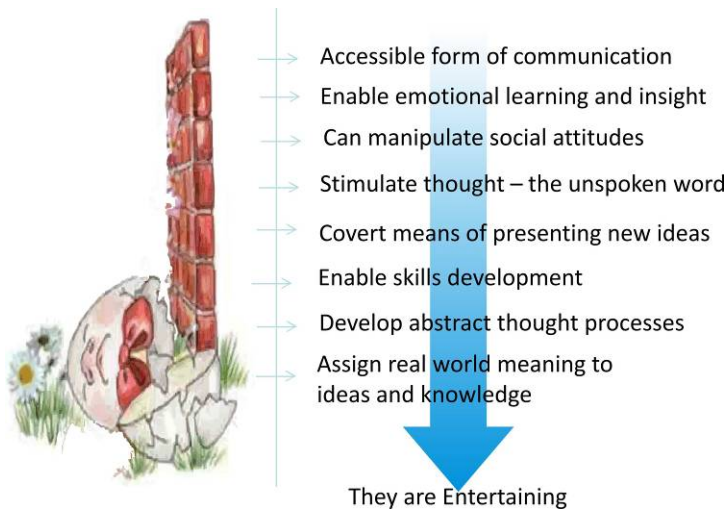 Accessible form of communication
Enable emotional learning and insight
Can manipulate social attitudes
Stimulate thought – the unspoken word
Covert means of presenting new ideas
Enable skills development
Develop abstract thought processes
Assign real world meaning to
ideas and knowledge
They are Entertaining